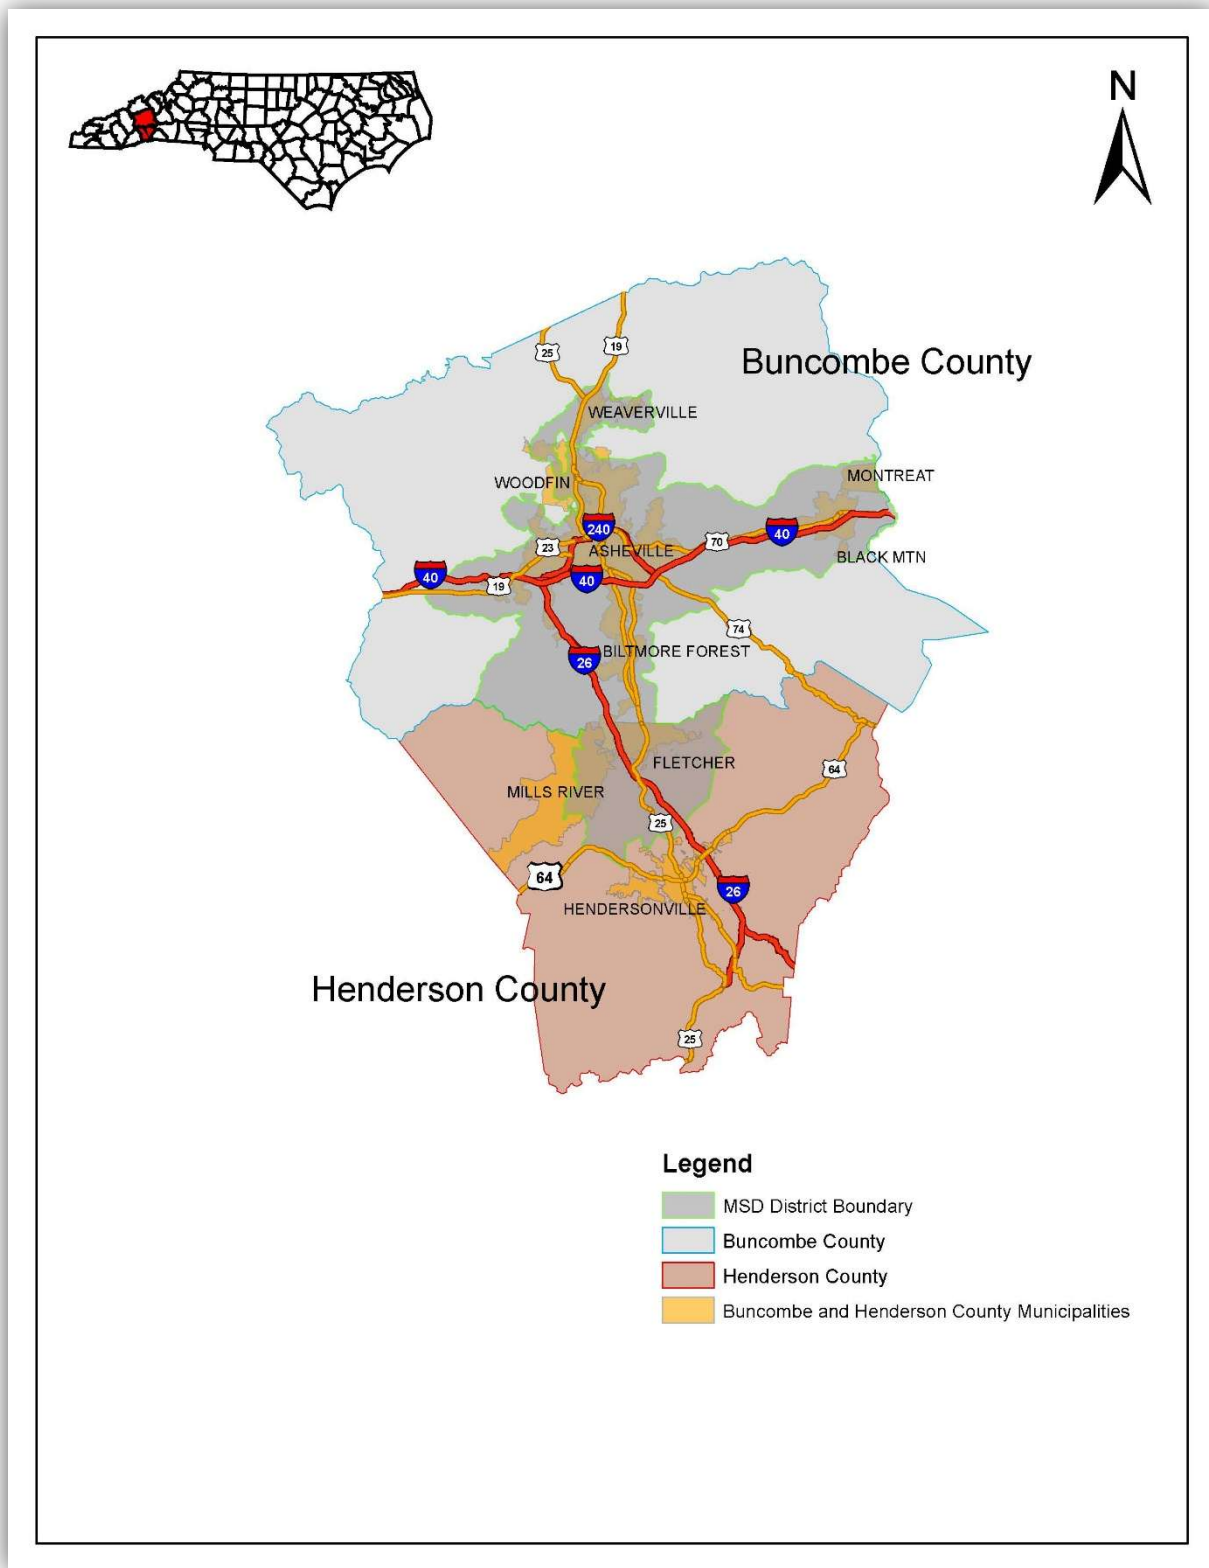 N
Buncombe County
25
19
WEAVERVILLE
MONTREAT
WOODFIN
240
40
70
23
ASHEVILLE
BLACK MTN
40
40
19
74
BILTMORE FOREST
26
FLETCHER
64
MILLS RIVER
25
64
26
HENDERSONVILLE
Henderson County
25
Legend
MSD District Boundary
Buncombe County
Henderson County
Buncombe and Henderson County Municipalities